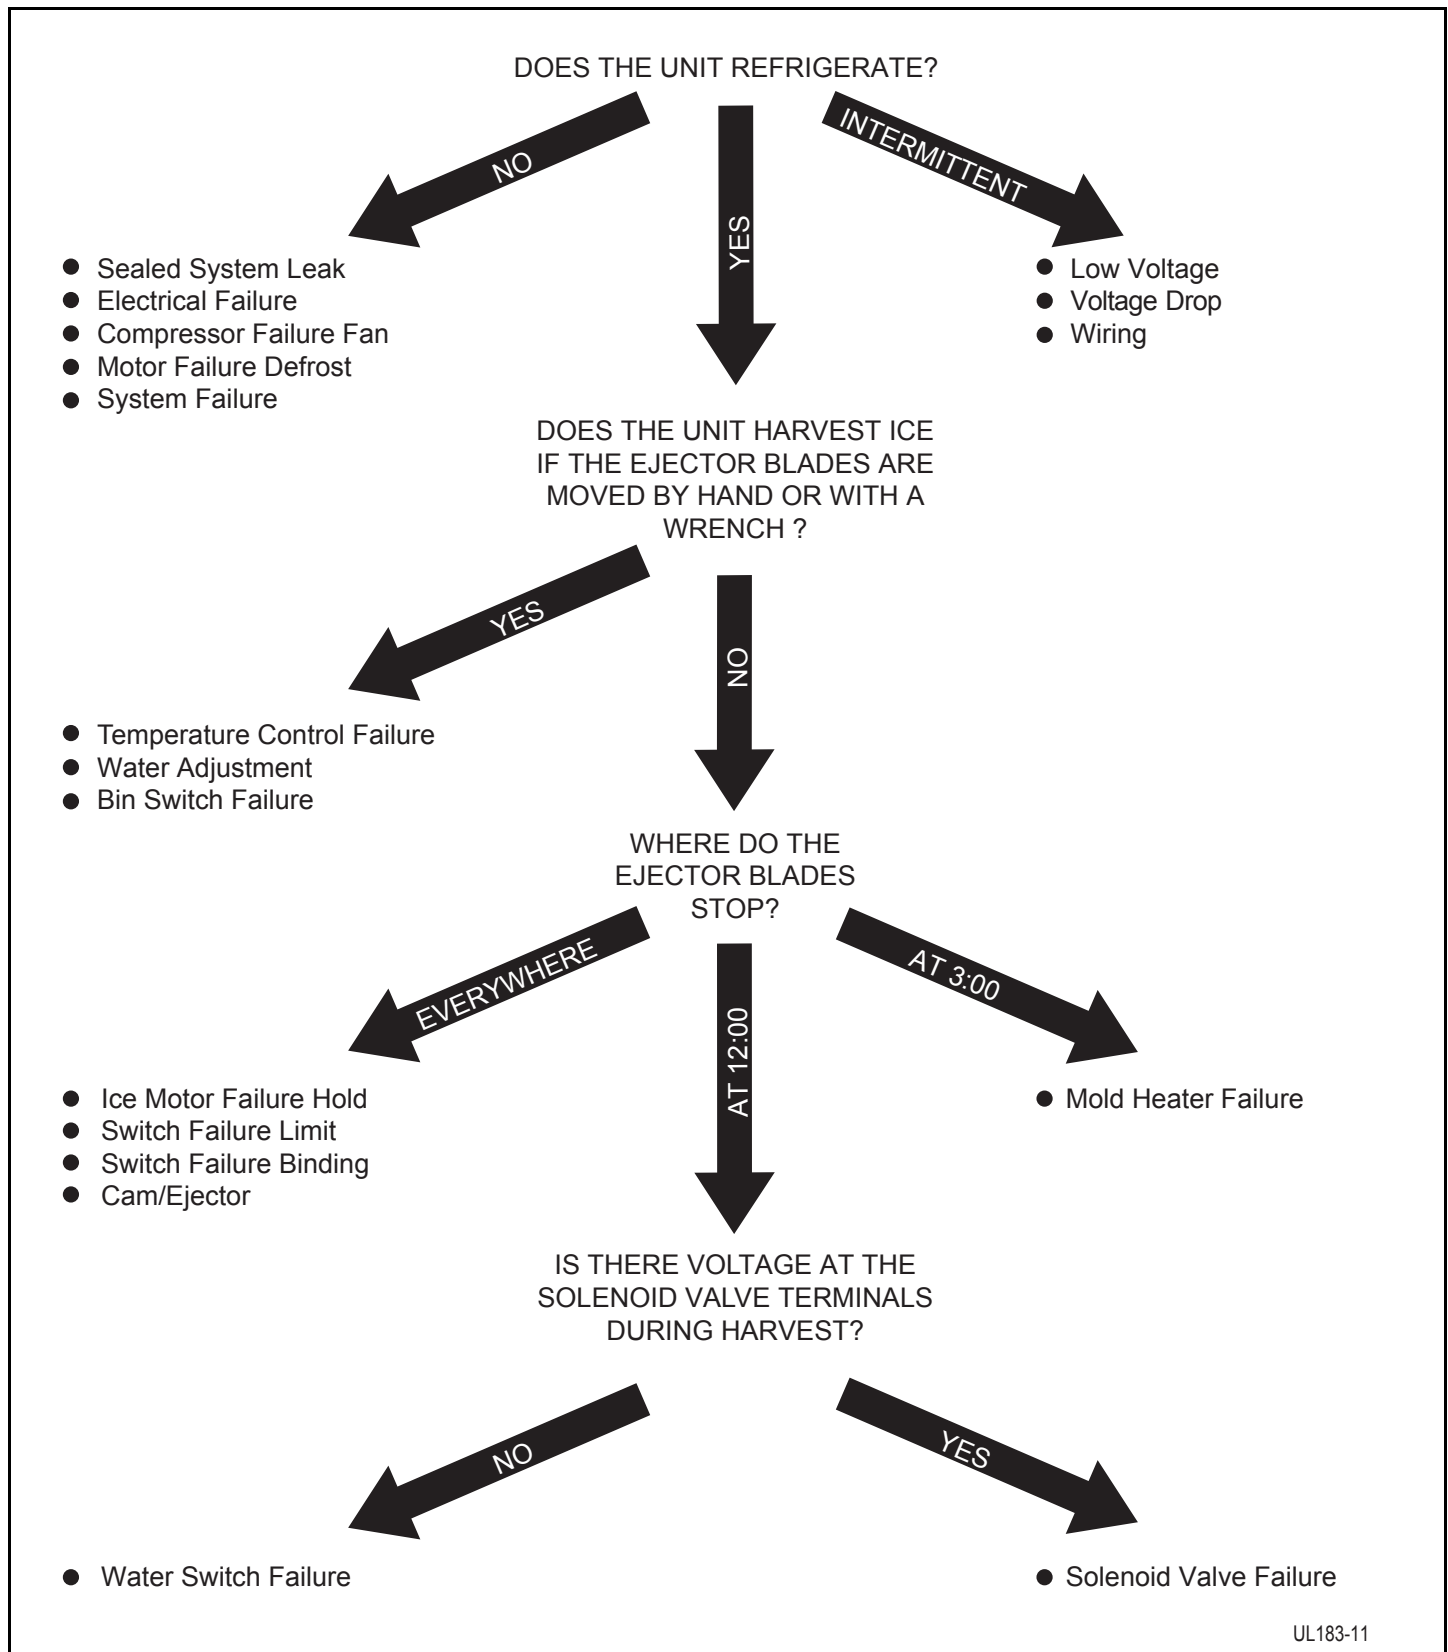 DOES THE UNIT REFRIGERATE?
NO
YES
INTERMITTENT
● Sealed System Leak
● Electrical Failure
● Compressor Failure Fan
● Motor Failure Defrost
● System Failure
● Low Voltage
● Voltage Drop
● Wiring
DOES THE UNIT HARVEST ICE
IF THE EJECTOR BLADES ARE
MOVED BY HAND OR WITH A
WRENCH ?
YES
NO
● Temperature Control Failure
● Water Adjustment
● Bin Switch Failure
WHERE DO THE
EJECTOR BLADES
STOP?
EVERYWHERE
AT 12:00
AT 3:00
● Ice Motor Failure Hold
● Switch Failure Limit
● Switch Failure Binding
● Cam/Ejector
● Mold Heater Failure
IS THERE VOLTAGE AT THE
SOLENOID VALVE TERMINALS
DURING HARVEST?
NO
YES
● Water Switch Failure
● Solenoid Valve Failure
UL183-11